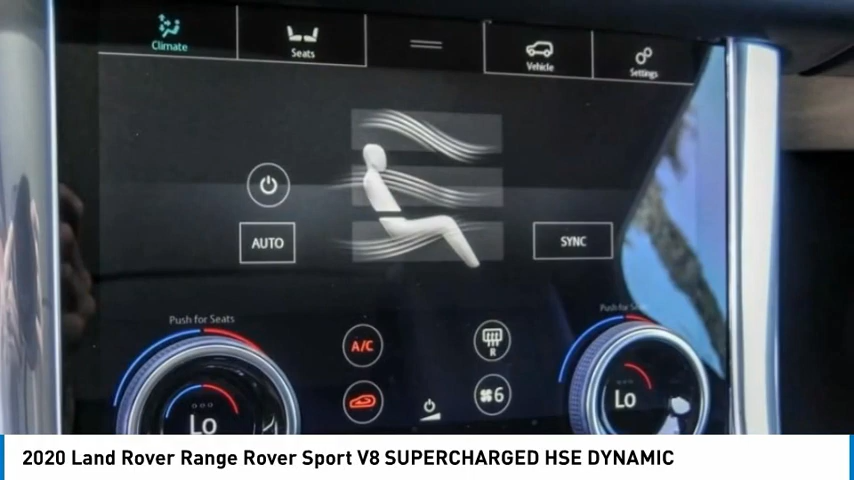 Climate
Seats
Vehicle
Settings
AUTO
SYNC
Push for Seats
Push for Seats
A/C
R
6
Lo
Lo
2020 Land Rover Range Rover Sport V8 SUPERCHARGED HSE DYNAMIC